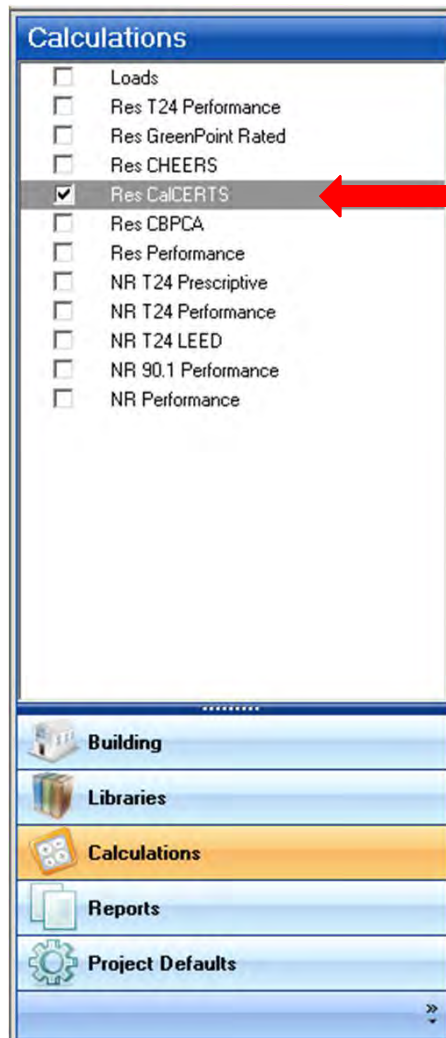 Calculations
Loads
Res T24 Performance
Res GreenPoint Rated
Res CHEERS
Res CalCERTS
Res CBPCA
Res Performance
NR T24 Prescriptive
NR T24 Performance
NR T24 LEED
NR 90.1 Performance
NR Performance
Building
Libraries
Calculations
Reports
Project Defaults